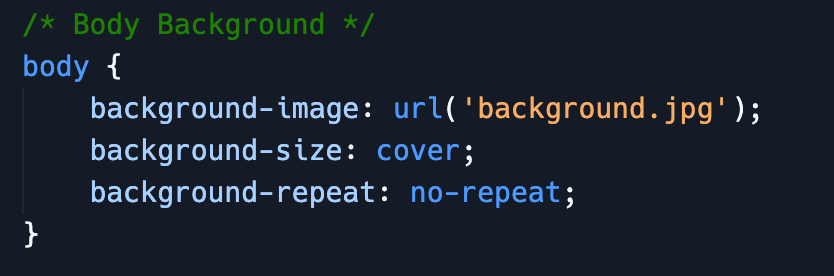 /* Body Background */
body {
    background-image: url('background.jpg');
    background-size: cover;
    background-repeat: no-repeat;
}